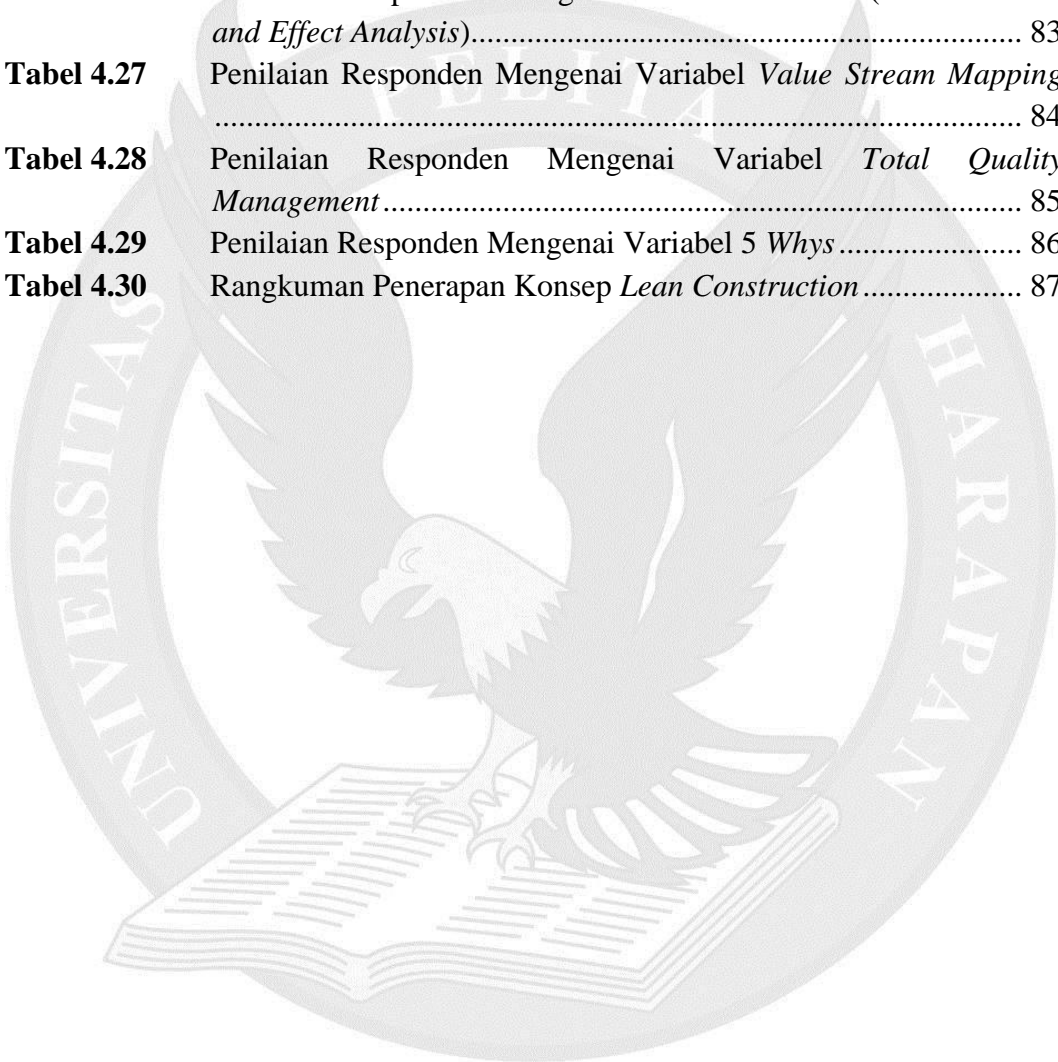 and Effect Analysis)........................................................................ 83
Tabel 4.27 Penilaian Responden Mengenai Variabel Value Stream Mapping
......................................................................................................... 84
Tabel 4.28 Penilaian Responden Mengenai Variabel Total Quality
Management................................................................................... 85
Tabel 4.29 Penilaian Responden Mengenai Variabel 5 Whys........................ 86
Tabel 4.30 Rangkuman Penerapan Konsep Lean Construction..................... 87
UNIVERSITAS
PELITA
HARAPAN